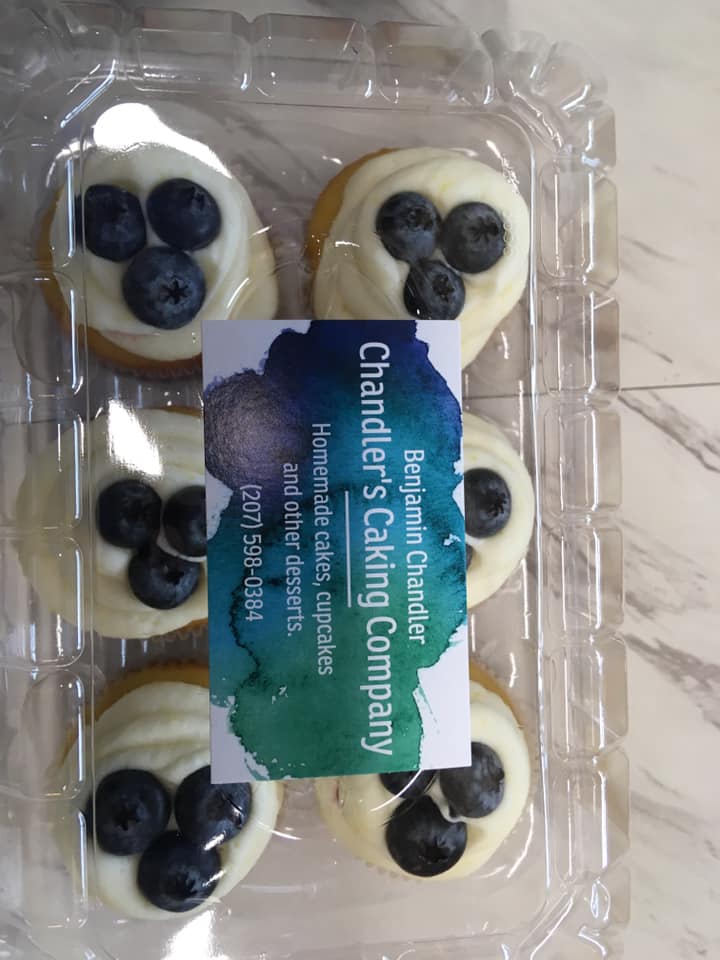 Benjamin Chandler
Chandler's Caking Company
Homemade cakes, cupcakes
and other desserts.
(207) 598-0384